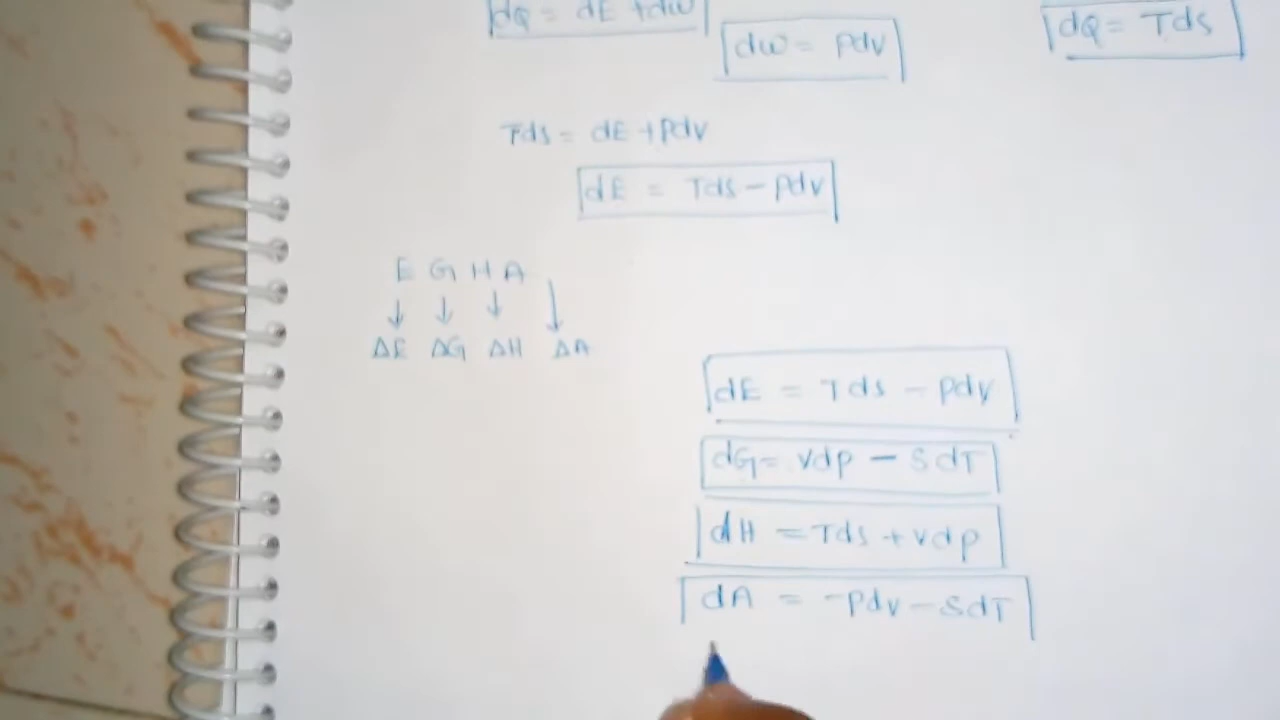 dQ = dE + dw
dw = pdv
dQ = Tds
Tds = dE + pdv
dE = Tds - pdv
E G H A
↓ ↓ ↓ ↓
ΔE ΔG ΔH ΔA
dE = Tds - pdv
dG = vdp - sdT
dH = Tds + vdp
dA = -pdv - sdT